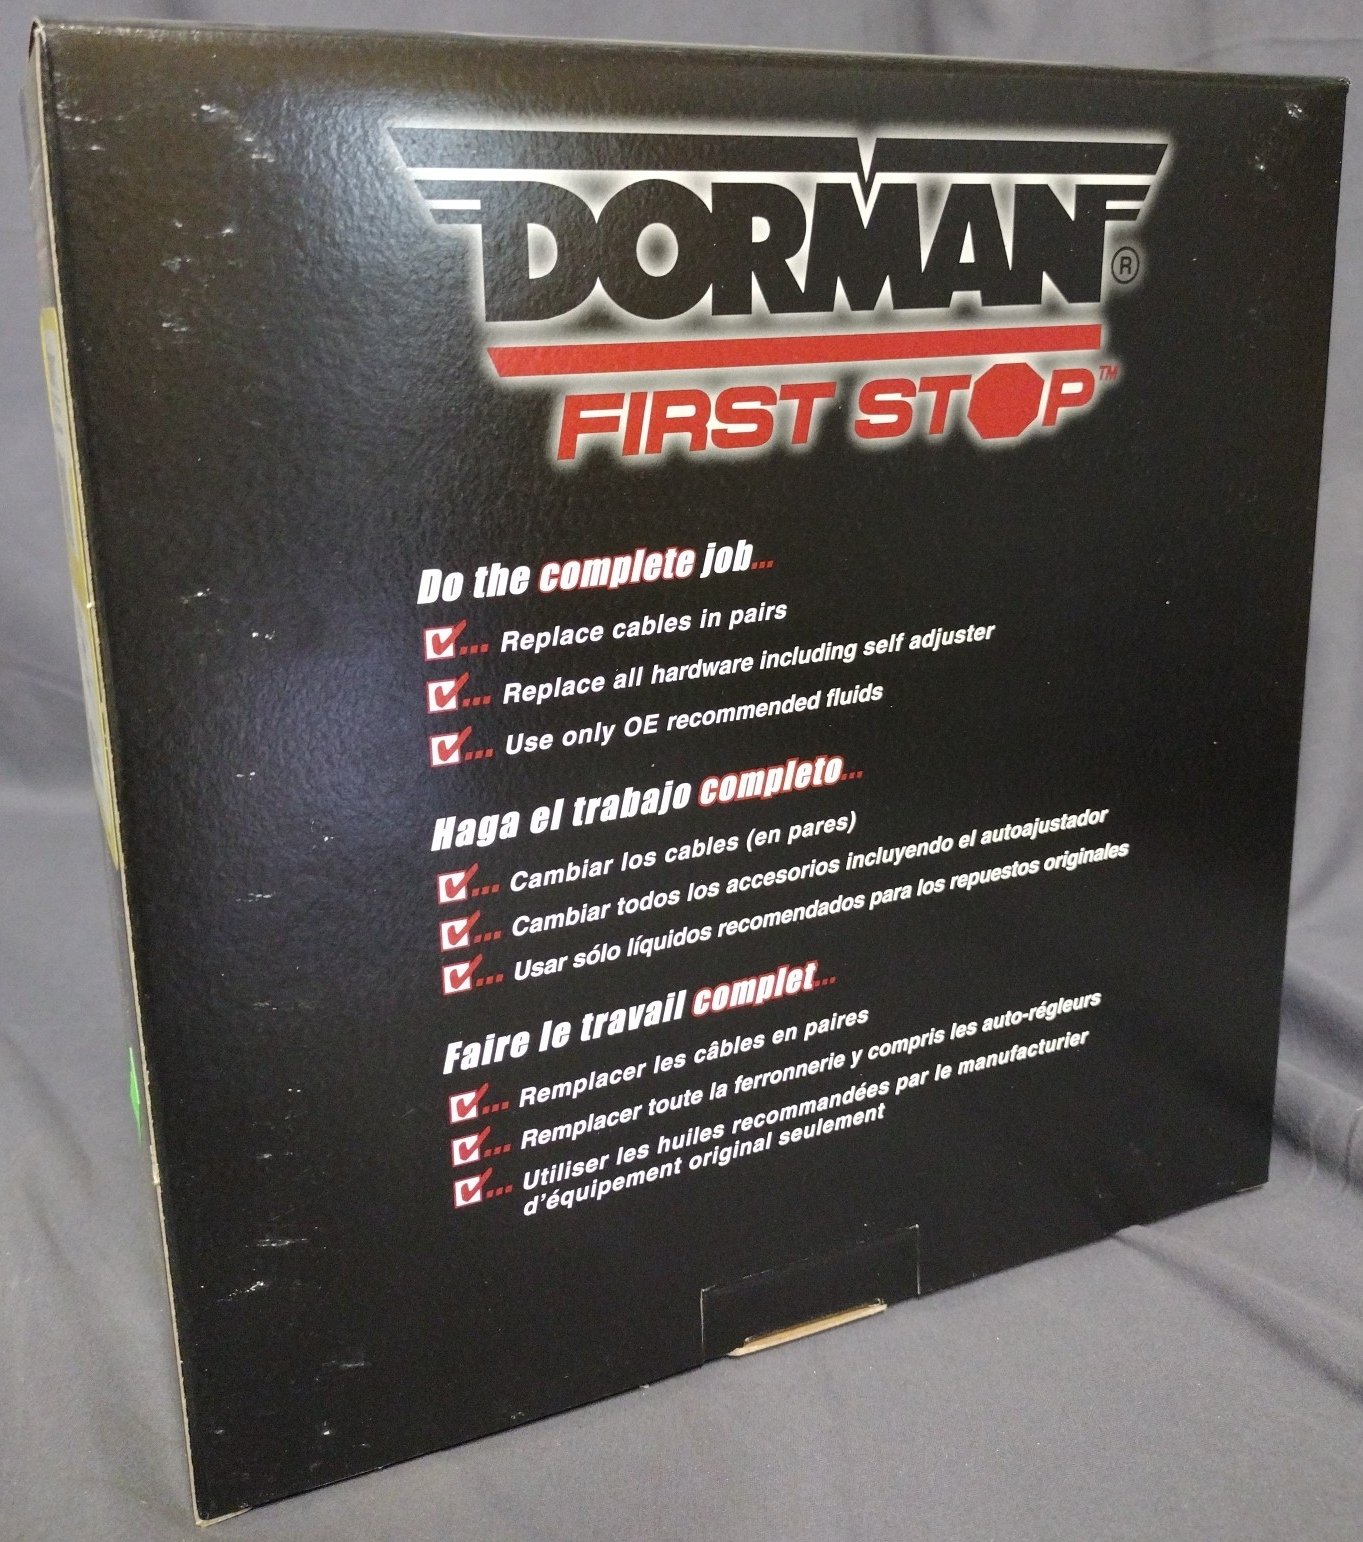 DORMAN®
FIRST STOP™
Do the complete job...
... Replace cables in pairs
... Replace all hardware including self adjuster
... Use only OE recommended fluids
Haga el trabajo completo...
... Cambiar los cables (en pares)
... Cambiar todos los accesorios incluyendo el autoajustador
... Usar sólo líquidos recomendados para los repuestos originales
Faire le travail complet...
... Remplacer les câbles en paires
... Remplacer toute la ferronnerie y compris les auto-régleurs
... Utiliser les huiles recommandées par le manufacturier
d'équipement original seulement